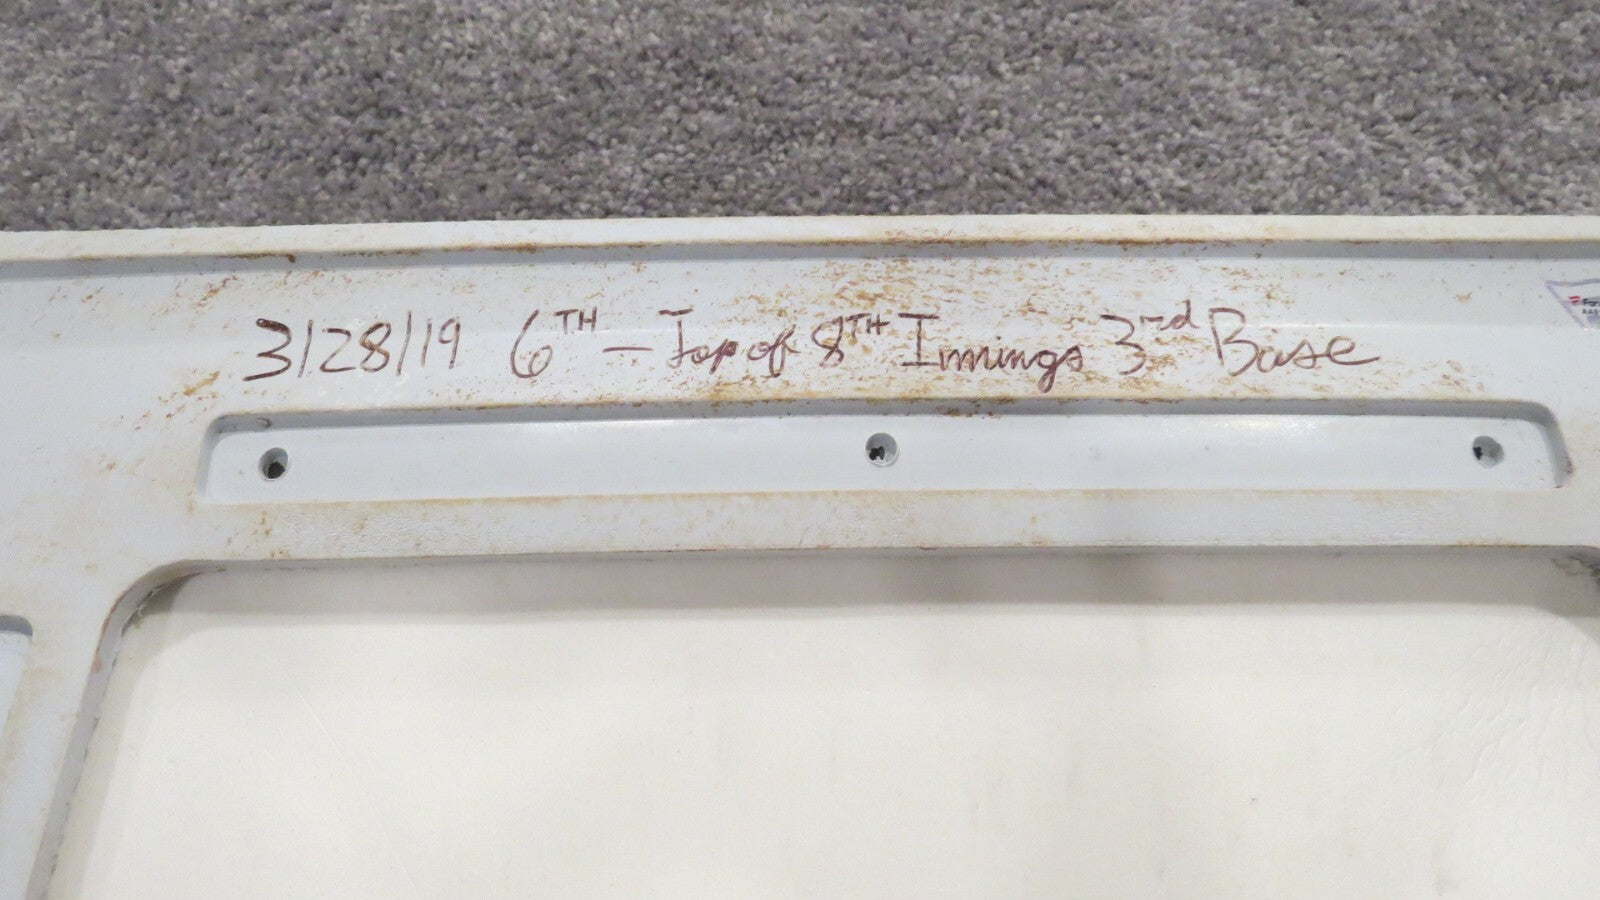 3/28/19 6TH - Top of 8TH Innings 3rd Base